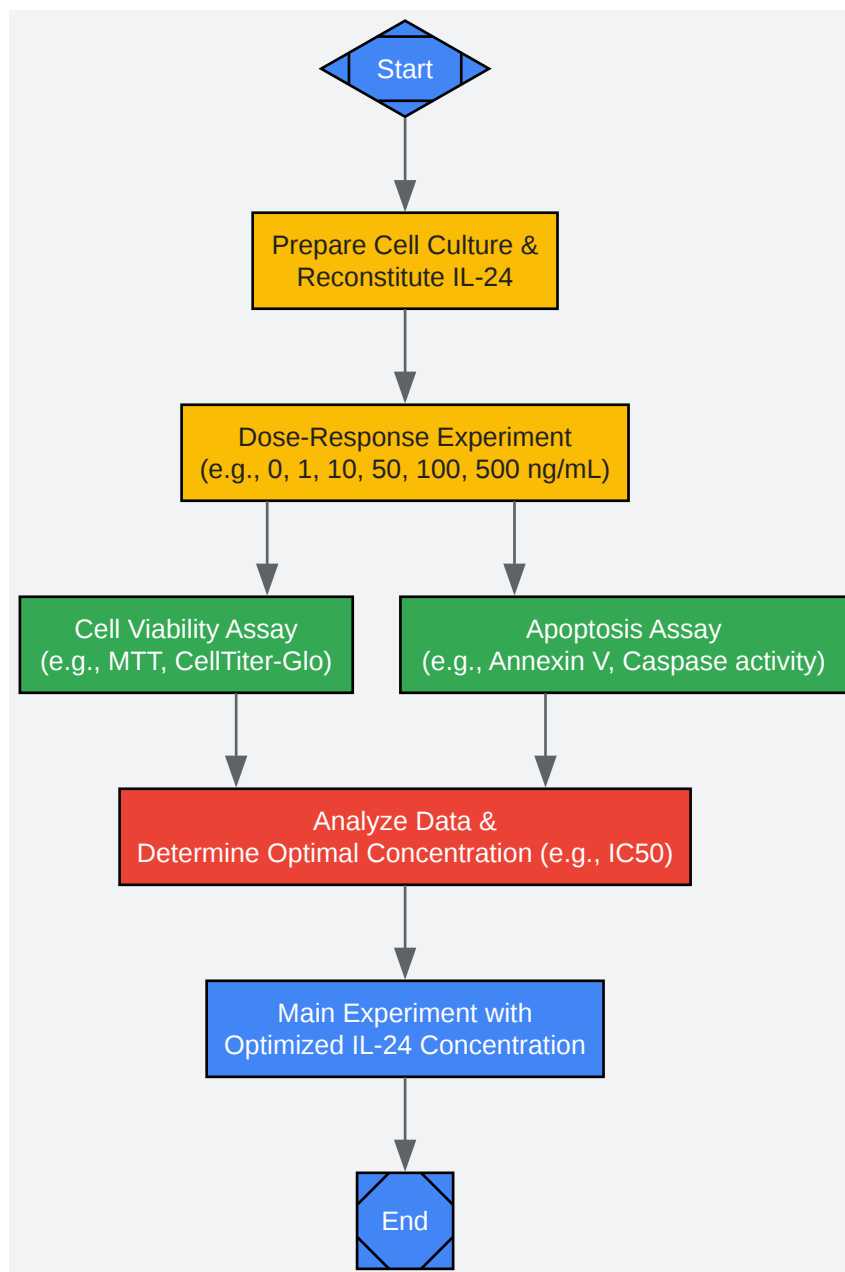 Start
Prepare Cell Culture &
Reconstitute IL-24
Dose-Response Experiment
(e.g., 0, 1, 10, 50, 100, 500 ng/mL)
Cell Viability Assay
(e.g., MTT, CellTiter-Glo)
Apoptosis Assay
(e.g., Annexin V, Caspase activity)
Analyze Data &
Determine Optimal Concentration (e.g., IC50)
Main Experiment with
Optimized IL-24 Concentration
End